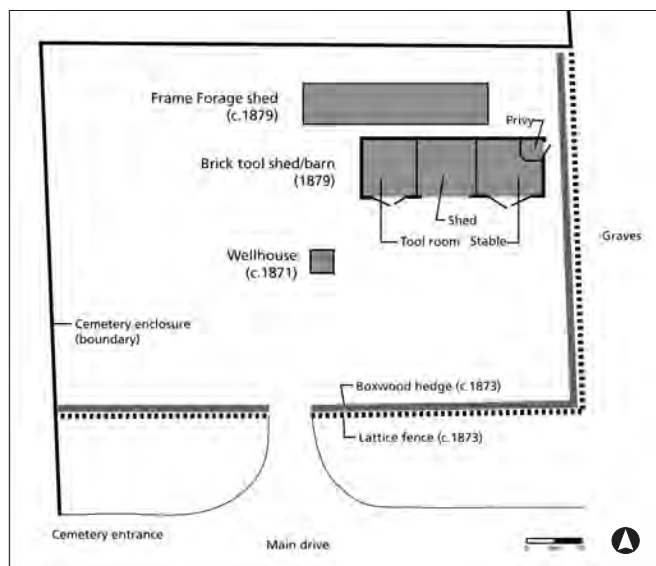 Frame Forage shed
(c.1879)
Privy
Brick tool shed/barn
(1879)
Shed
Tool room
Stable
Graves
Wellhouse
(c.1871)
Cemetery enclosure
(boundary)
Boxwood hedge (c.1873)
Lattice fence (c.1873)
Cemetery entrance
Main drive